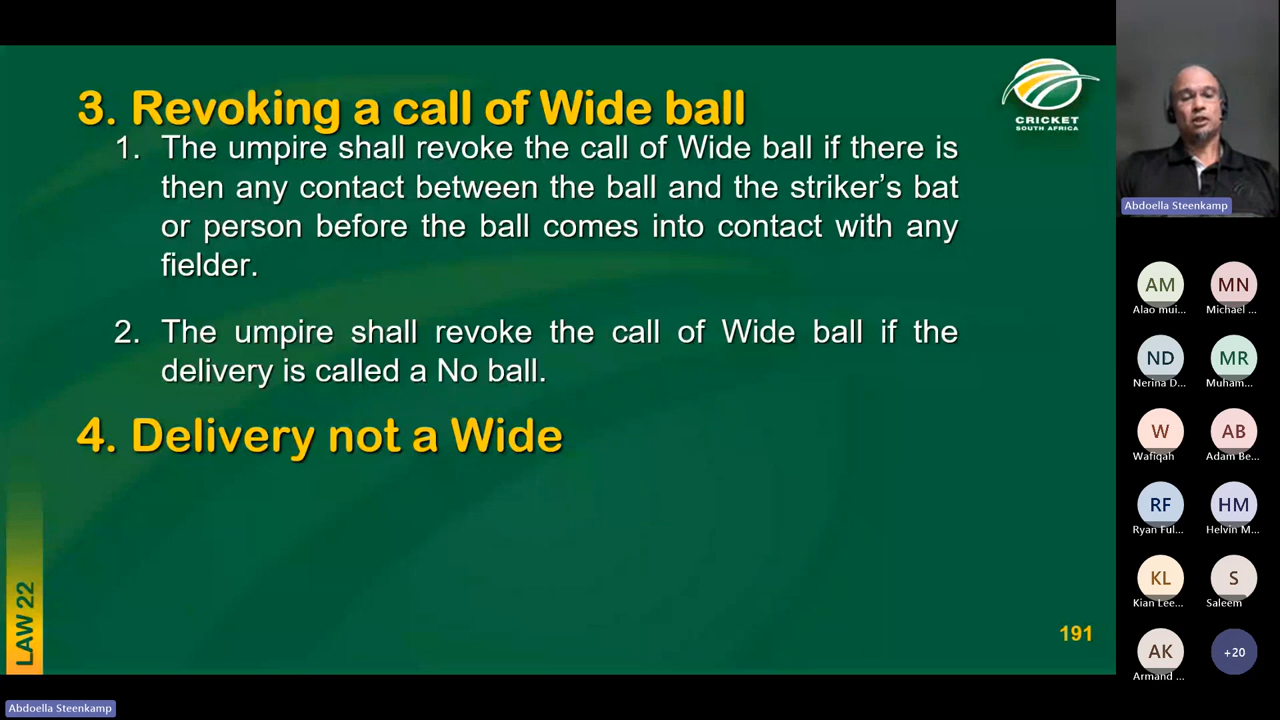 3. Revoking a call of Wide ball
1. The umpire shall revoke the call of Wide ball if there is
then any contact between the ball and the striker’s bat
or person before the ball comes into contact with any
fielder.
2. The umpire shall revoke the call of Wide ball if the
delivery is called a No ball.
4. Delivery not a Wide
LAW 22
191
CRICKET
SOUTH AFRICA
Abdoella Steenkamp
AM
Alao mui...
MN
Michael ...
ND
Nerina D...
MR
Muham...
W
Wafiqah
AB
Adam Be...
RF
Ryan Ful...
HM
Helvin M...
KL
Kian Lee...
S
Saleem
AK
Armand ...
+20
Abdoella Steenkamp